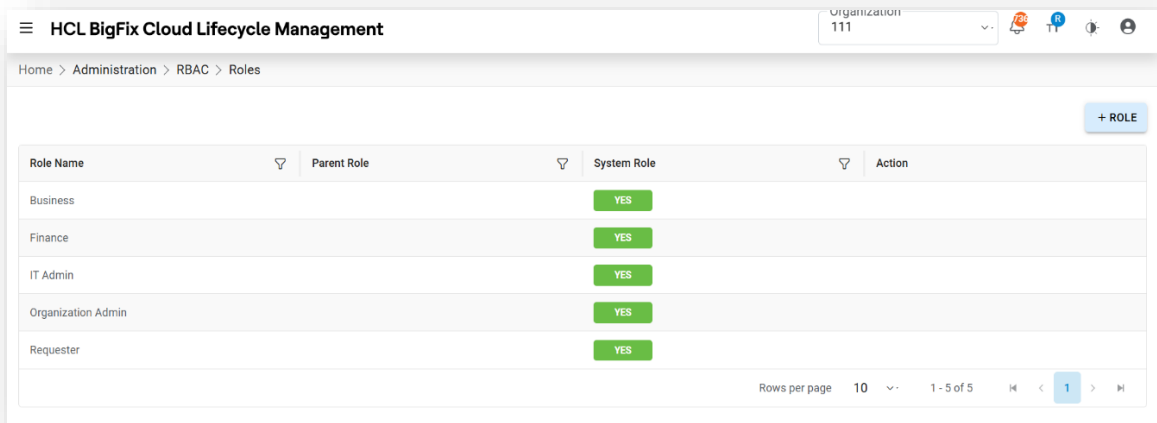 Organization
HCL BigFix Cloud Lifecycle Management
111
736
R
Home > Administration > RBAC > Roles
+ ROLE
Role Name Parent Role System Role Action
Business YES
Finance YES
IT Admin YES
Organization Admin YES
Requester YES
Rows per page 10 1 - 5 of 5 1